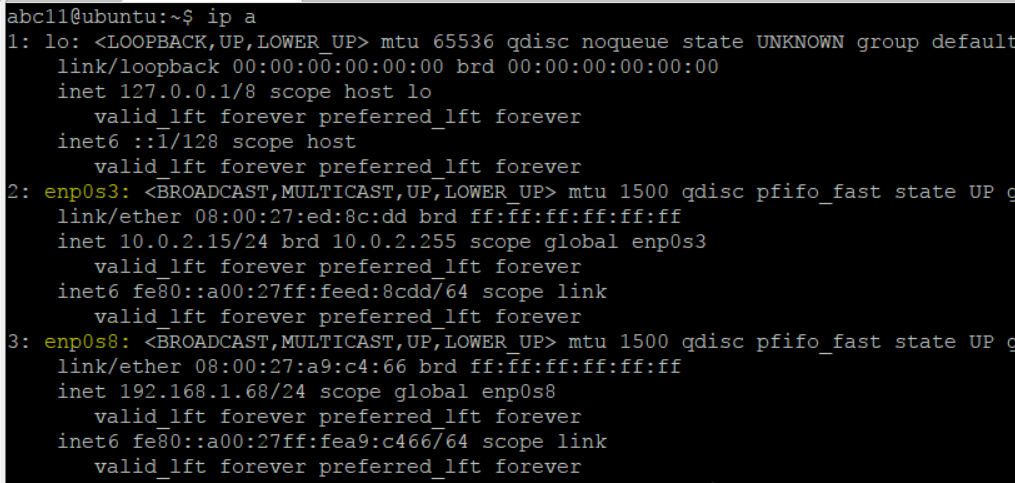 abc11@ubuntu:~$ ip a
1: lo: <LOOPBACK,UP,LOWER_UP> mtu 65536 qdisc noqueue state UNKNOWN group default
    link/loopback 00:00:00:00:00:00 brd 00:00:00:00:00:00
    inet 127.0.0.1/8 scope host lo
       valid_lft forever preferred_lft forever
    inet6 ::1/128 scope host
       valid_lft forever preferred_lft forever
2: enp0s3: <BROADCAST,MULTICAST,UP,LOWER_UP> mtu 1500 qdisc pfifo_fast state UP g
    link/ether 08:00:27:ed:8c:dd brd ff:ff:ff:ff:ff:ff
    inet 10.0.2.15/24 brd 10.0.2.255 scope global enp0s3
       valid_lft forever preferred_lft forever
    inet6 fe80::a00:27ff:feed:8cdd/64 scope link
       valid_lft forever preferred_lft forever
3: enp0s8: <BROADCAST,MULTICAST,UP,LOWER_UP> mtu 1500 qdisc pfifo_fast state UP g
    link/ether 08:00:27:a9:c4:66 brd ff:ff:ff:ff:ff:ff
    inet 192.168.1.68/24 scope global enp0s8
       valid_lft forever preferred_lft forever
    inet6 fe80::a00:27ff:fea9:c466/64 scope link
       valid_lft forever preferred_lft forever